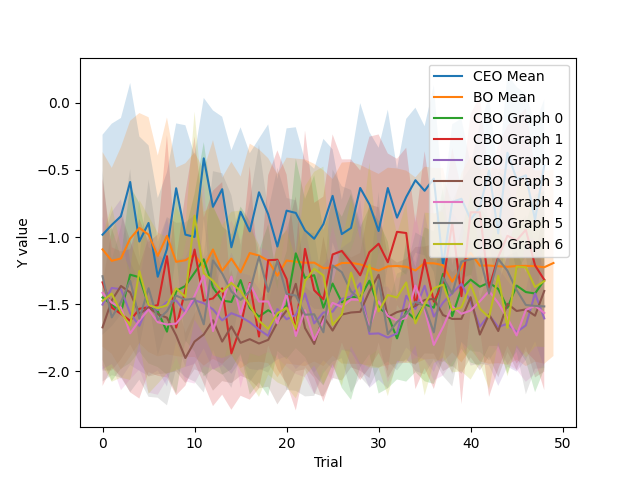 CEO Mean
BO Mean
CBO Graph 0
CBO Graph 1
CBO Graph 2
CBO Graph 3
CBO Graph 4
CBO Graph 5
CBO Graph 6
0.0
−0.5
−1.0
−1.5
−2.0
Y value
0 10 20 30 40 50
Trial